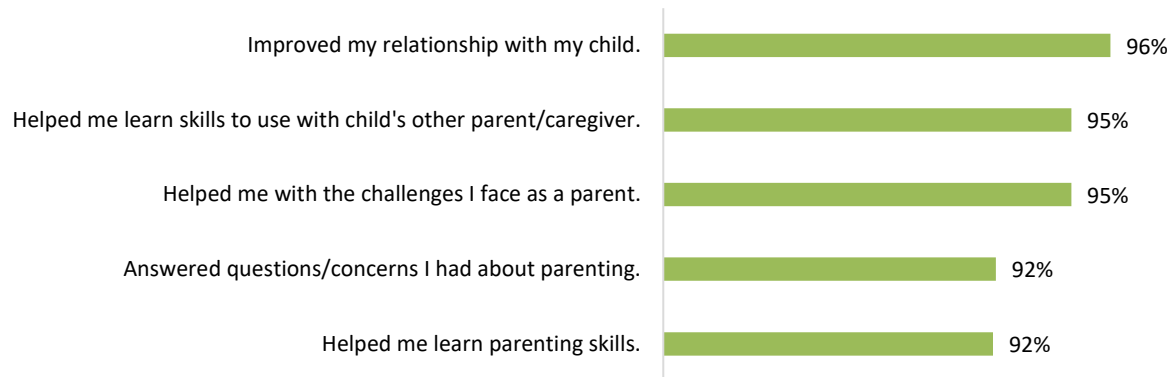 Improved my relationship with my child. 96%
Helped me learn skills to use with child's other parent/caregiver. 95%
Helped me with the challenges I face as a parent. 95%
Answered questions/concerns I had about parenting. 92%
Helped me learn parenting skills. 92%